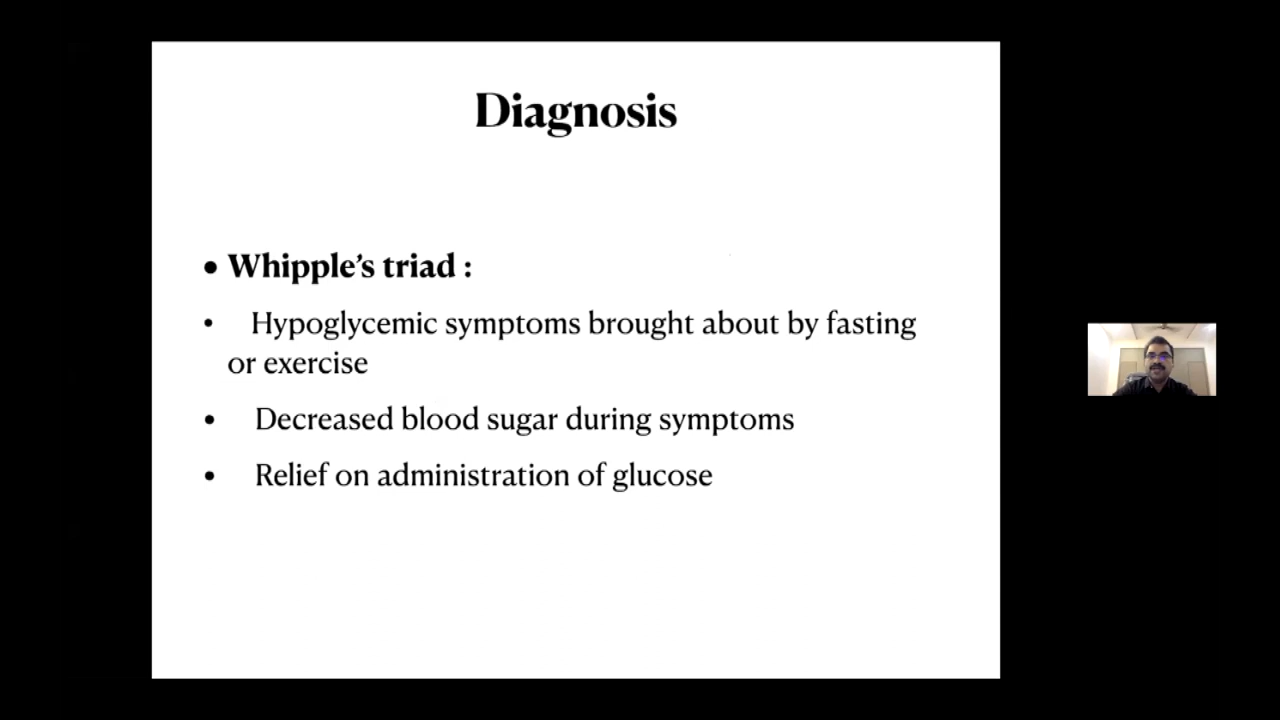 Diagnosis
• Whipple’s triad :
• Hypoglycemic symptoms brought about by fasting
or exercise
• Decreased blood sugar during symptoms
• Relief on administration of glucose